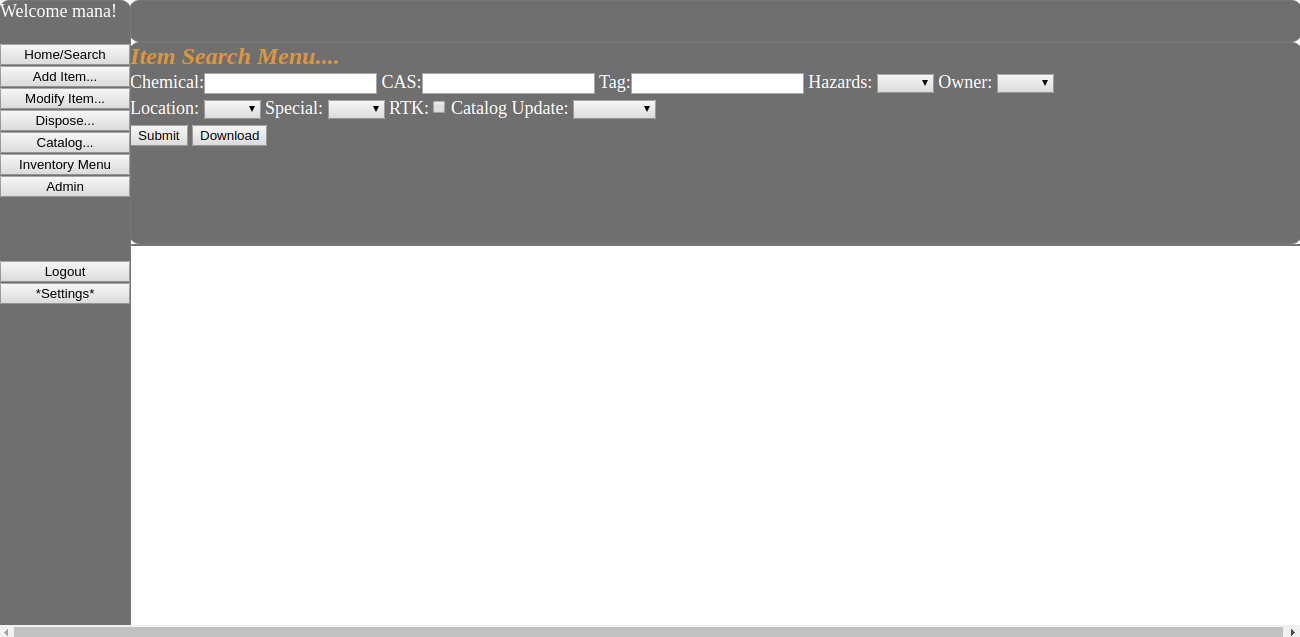 Welcome mana!
Home/Search
Add Item...
Modify Item...
Dispose...
Catalog...
Inventory Menu
Admin
Logout
*Settings*
Item Search Menu....
Chemical: CAS: Tag: Hazards: Owner:
Location: Special: RTK: Catalog Update:
Submit Download